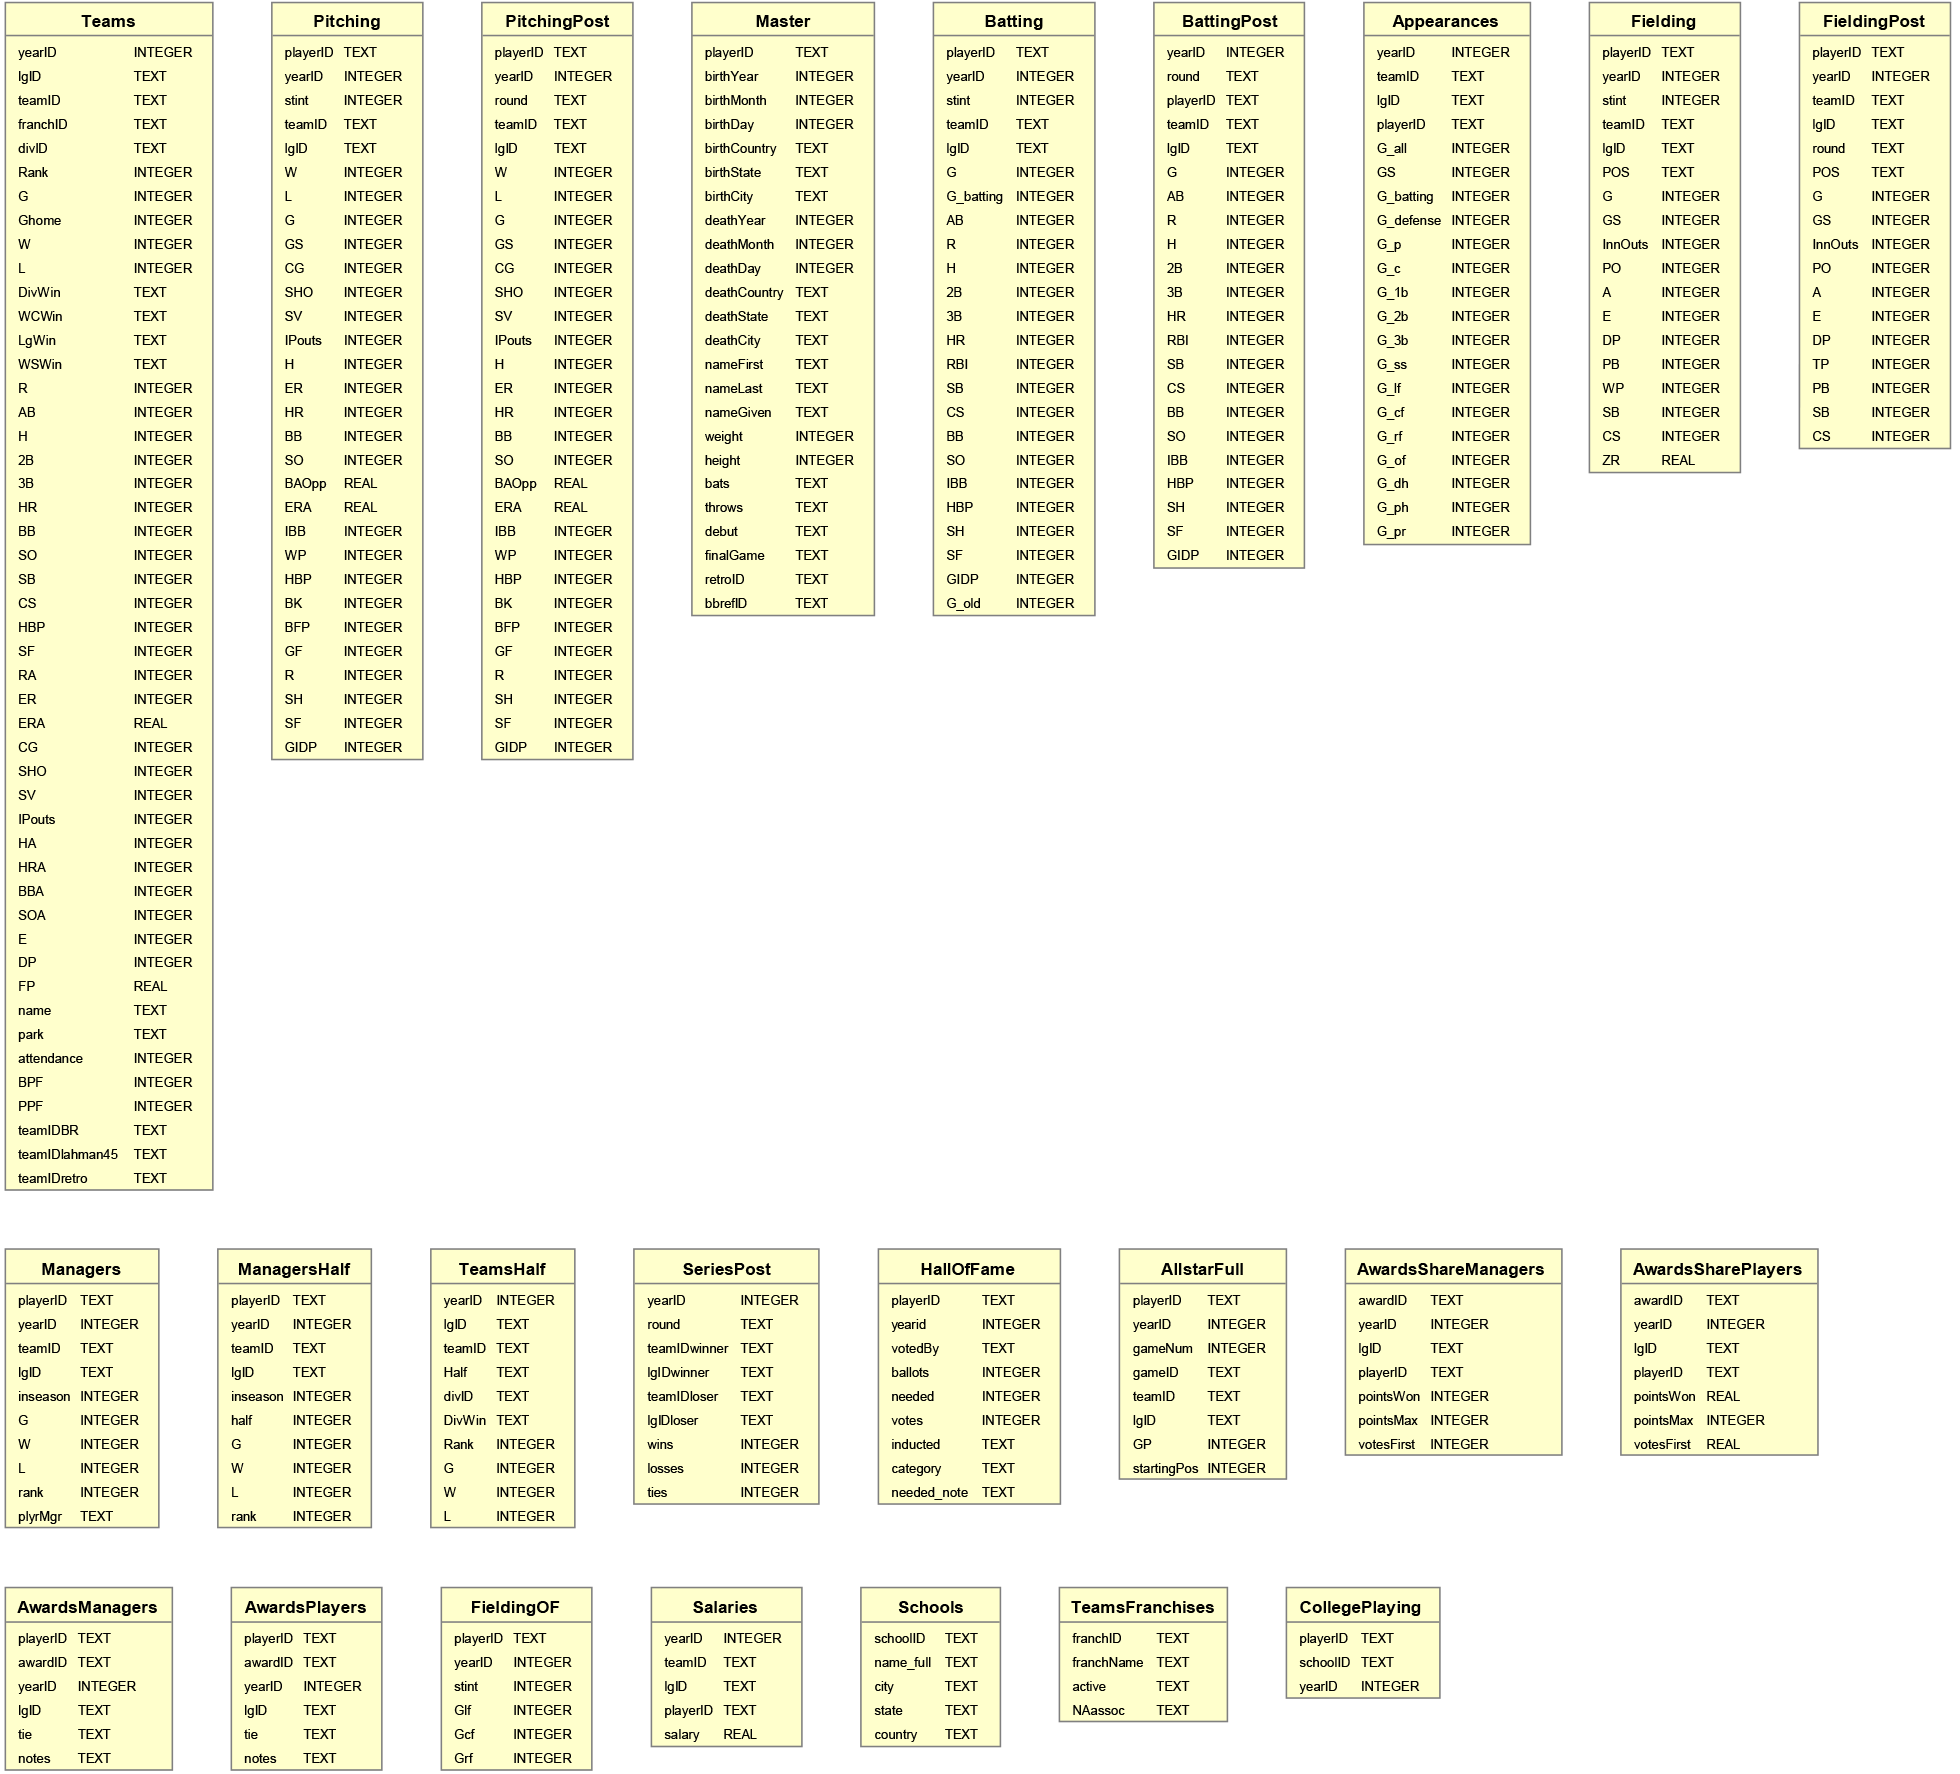 Teams
yearID INTEGER
lgID TEXT
teamID TEXT
franchID TEXT
divID TEXT
Rank INTEGER
G INTEGER
Ghome INTEGER
W INTEGER
L INTEGER
DivWin TEXT
WCWin TEXT
LgWin TEXT
WSWin TEXT
R INTEGER
AB INTEGER
H INTEGER
2B INTEGER
3B INTEGER
HR INTEGER
BB INTEGER
SO INTEGER
SB INTEGER
CS INTEGER
HBP INTEGER
SF INTEGER
RA INTEGER
ER INTEGER
ERA REAL
CG INTEGER
SHO INTEGER
SV INTEGER
IPouts INTEGER
HA INTEGER
HRA INTEGER
BBA INTEGER
SOA INTEGER
E INTEGER
DP INTEGER
FP REAL
name TEXT
park TEXT
attendance INTEGER
BPF INTEGER
PPF INTEGER
teamIDBR TEXT
teamIDlahman45 TEXT
teamIDretro TEXT
Pitching
playerID TEXT
yearID INTEGER
stint INTEGER
teamID TEXT
lgID TEXT
W INTEGER
L INTEGER
G INTEGER
GS INTEGER
CG INTEGER
SHO INTEGER
SV INTEGER
IPouts INTEGER
H INTEGER
ER INTEGER
HR INTEGER
BB INTEGER
SO INTEGER
BAOpp REAL
ERA REAL
IBB INTEGER
WP INTEGER
HBP INTEGER
BK INTEGER
BFP INTEGER
GF INTEGER
R INTEGER
SH INTEGER
SF INTEGER
GIDP INTEGER
PitchingPost
playerID TEXT
yearID INTEGER
round TEXT
teamID TEXT
lgID TEXT
W INTEGER
L INTEGER
G INTEGER
GS INTEGER
CG INTEGER
SHO INTEGER
SV INTEGER
IPouts INTEGER
H INTEGER
ER INTEGER
HR INTEGER
BB INTEGER
SO INTEGER
BAOpp REAL
ERA REAL
IBB INTEGER
WP INTEGER
HBP INTEGER
BK INTEGER
BFP INTEGER
GF INTEGER
R INTEGER
SH INTEGER
SF INTEGER
GIDP INTEGER
Master
playerID TEXT
birthYear INTEGER
birthMonth INTEGER
birthDay INTEGER
birthCountry TEXT
birthState TEXT
birthCity TEXT
deathYear INTEGER
deathMonth INTEGER
deathDay INTEGER
deathCountry TEXT
deathState TEXT
deathCity TEXT
nameFirst TEXT
nameLast TEXT
nameGiven TEXT
weight INTEGER
height INTEGER
bats TEXT
throws TEXT
debut TEXT
finalGame TEXT
retroID TEXT
bbrefID TEXT
Batting
playerID TEXT
yearID INTEGER
stint INTEGER
teamID TEXT
lgID TEXT
G INTEGER
G_batting INTEGER
AB INTEGER
R INTEGER
H INTEGER
2B INTEGER
3B INTEGER
HR INTEGER
RBI INTEGER
SB INTEGER
CS INTEGER
BB INTEGER
SO INTEGER
IBB INTEGER
HBP INTEGER
SH INTEGER
SF INTEGER
GIDP INTEGER
G_old INTEGER
BattingPost
yearID INTEGER
round TEXT
playerID TEXT
teamID TEXT
lgID TEXT
G INTEGER
AB INTEGER
R INTEGER
H INTEGER
2B INTEGER
3B INTEGER
HR INTEGER
RBI INTEGER
SB INTEGER
CS INTEGER
BB INTEGER
SO INTEGER
IBB INTEGER
HBP INTEGER
SH INTEGER
SF INTEGER
GIDP INTEGER
Appearances
yearID INTEGER
teamID TEXT
lgID TEXT
playerID TEXT
G_all INTEGER
GS INTEGER
G_batting INTEGER
G_defense INTEGER
G_p INTEGER
G_c INTEGER
G_1b INTEGER
G_2b INTEGER
G_3b INTEGER
G_ss INTEGER
G_lf INTEGER
G_cf INTEGER
G_rf INTEGER
G_of INTEGER
G_dh INTEGER
G_ph INTEGER
G_pr INTEGER
Fielding
playerID TEXT
yearID INTEGER
stint INTEGER
teamID TEXT
lgID TEXT
POS TEXT
G INTEGER
GS INTEGER
InnOuts INTEGER
PO INTEGER
A INTEGER
E INTEGER
DP INTEGER
PB INTEGER
WP INTEGER
SB INTEGER
CS INTEGER
ZR REAL
FieldingPost
playerID TEXT
yearID INTEGER
teamID TEXT
lgID TEXT
round TEXT
POS TEXT
G INTEGER
GS INTEGER
InnOuts INTEGER
PO INTEGER
A INTEGER
E INTEGER
DP INTEGER
TP INTEGER
PB INTEGER
SB INTEGER
CS INTEGER
Managers
playerID TEXT
yearID INTEGER
teamID TEXT
lgID TEXT
inseason INTEGER
G INTEGER
W INTEGER
L INTEGER
rank INTEGER
plyrMgr TEXT
ManagersHalf
playerID TEXT
yearID INTEGER
teamID TEXT
lgID TEXT
inseason INTEGER
half INTEGER
G INTEGER
W INTEGER
L INTEGER
rank INTEGER
TeamsHalf
yearID INTEGER
lgID TEXT
teamID TEXT
Half TEXT
divID TEXT
DivWin TEXT
Rank INTEGER
G INTEGER
W INTEGER
L INTEGER
SeriesPost
yearID INTEGER
round TEXT
teamIDwinner TEXT
lgIDwinner TEXT
teamIDloser TEXT
lgIDloser TEXT
wins INTEGER
losses INTEGER
ties INTEGER
HallOfFame
playerID TEXT
yearid INTEGER
votedBy TEXT
ballots INTEGER
needed INTEGER
votes INTEGER
inducted TEXT
category TEXT
needed_note TEXT
AllstarFull
playerID TEXT
yearID INTEGER
gameNum INTEGER
gameID TEXT
teamID TEXT
lgID TEXT
GP INTEGER
startingPos INTEGER
AwardsShareManagers
awardID TEXT
yearID INTEGER
lgID TEXT
playerID TEXT
pointsWon INTEGER
pointsMax INTEGER
votesFirst INTEGER
AwardsSharePlayers
awardID TEXT
yearID INTEGER
lgID TEXT
playerID TEXT
pointsWon REAL
pointsMax INTEGER
votesFirst REAL
AwardsManagers
playerID TEXT
awardID TEXT
yearID INTEGER
lgID TEXT
tie TEXT
notes TEXT
AwardsPlayers
playerID TEXT
awardID TEXT
yearID INTEGER
lgID TEXT
tie TEXT
notes TEXT
FieldingOF
playerID TEXT
yearID INTEGER
stint INTEGER
Glf INTEGER
Gcf INTEGER
Grf INTEGER
Salaries
yearID INTEGER
teamID TEXT
lgID TEXT
playerID TEXT
salary REAL
Schools
schoolID TEXT
name_full TEXT
city TEXT
state TEXT
country TEXT
TeamsFranchises
franchID TEXT
franchName TEXT
active TEXT
NAassoc TEXT
CollegePlaying
playerID TEXT
schoolID TEXT
yearID INTEGER